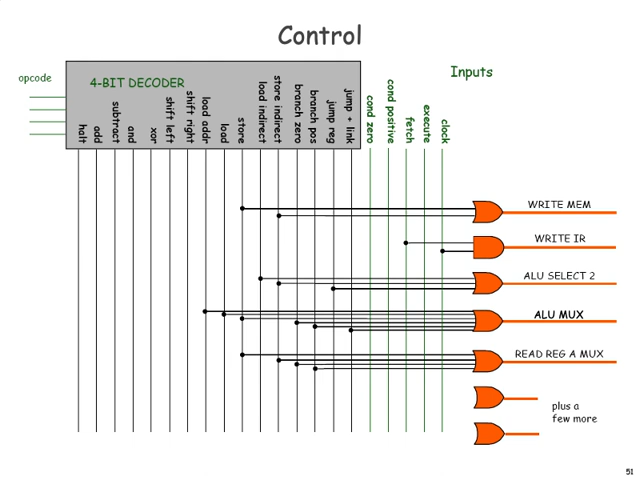 Control
opcode
4-BIT DECODER
Inputs
halt
add
subtract
and
xor
shift left
shift right
load addr
load
store
load indirect
store indirect
branch zero
branch pos
jump reg
jump + link
cond zero
cond positive
fetch
execute
clock
WRITE MEM
WRITE IR
ALU SELECT 2
ALU MUX
READ REG A MUX
plus a
few more
51